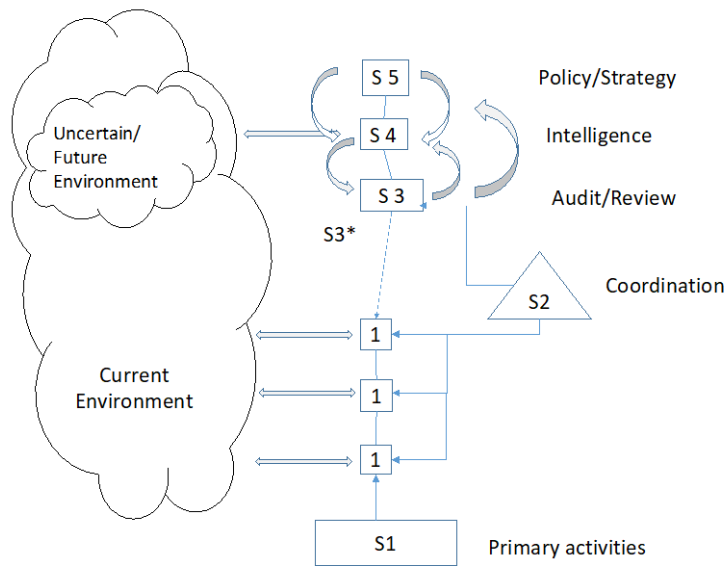 S 5
Policy/Strategy
Uncertain/
Future
Environment
S 4
Intelligence
S 3
Audit/Review
S3*
Coordination
S2
1
Current
Environment
1
1
S1
Primary activities